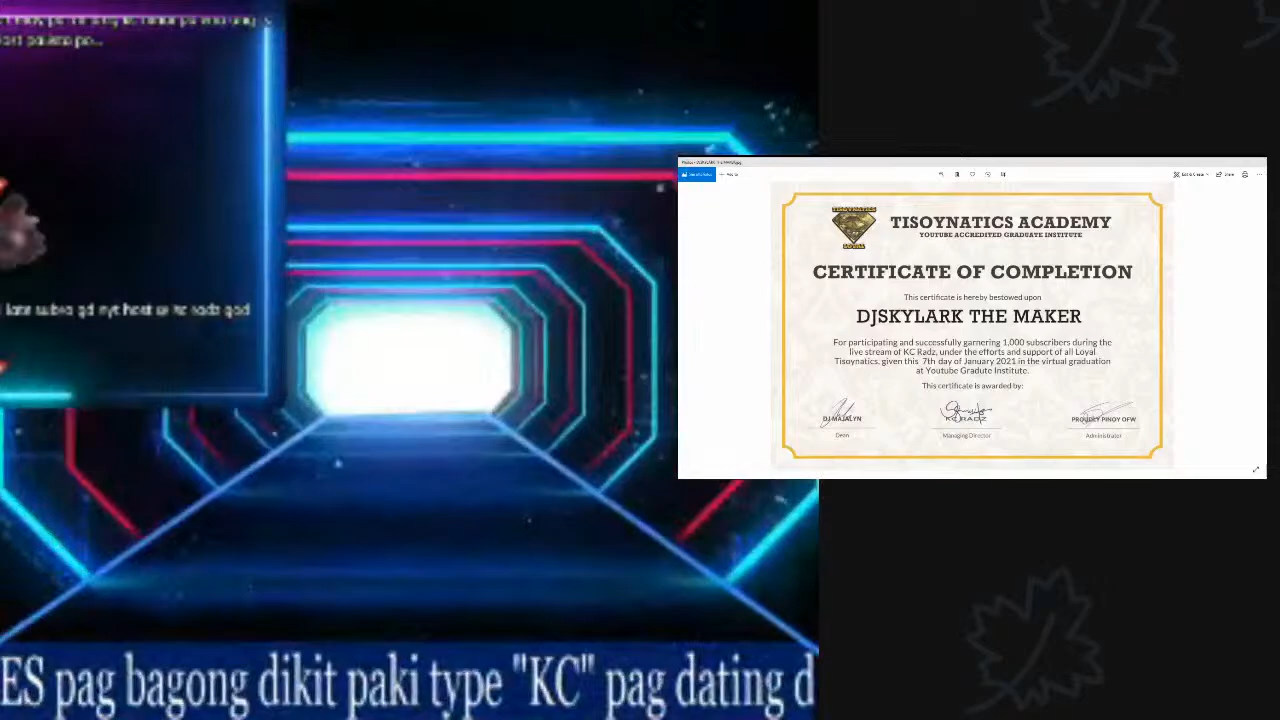 TISOYNATICS ACADEMY
YOUTUBE ACCREDITED GRADUATE INSTITUTE
CERTIFICATE OF COMPLETION
This certificate is hereby bestowed upon
DJSKYLARK THE MAKER
For participating and successfully garnering 1,000 subscribers during the
live stream of KC Radz, under the efforts and support of all Loyal
Tisoynatics. given this 7th day of January 2021 in the virtual graduation
at Youtube Gradute Institute.
This certificate is awarded by:
DJ MAJALYN
KC RADZ
PROUDLY PINOY OFW
Dean
Managing Director
Administrator
ES pag bagong dikit paki type "KC" pag dating d